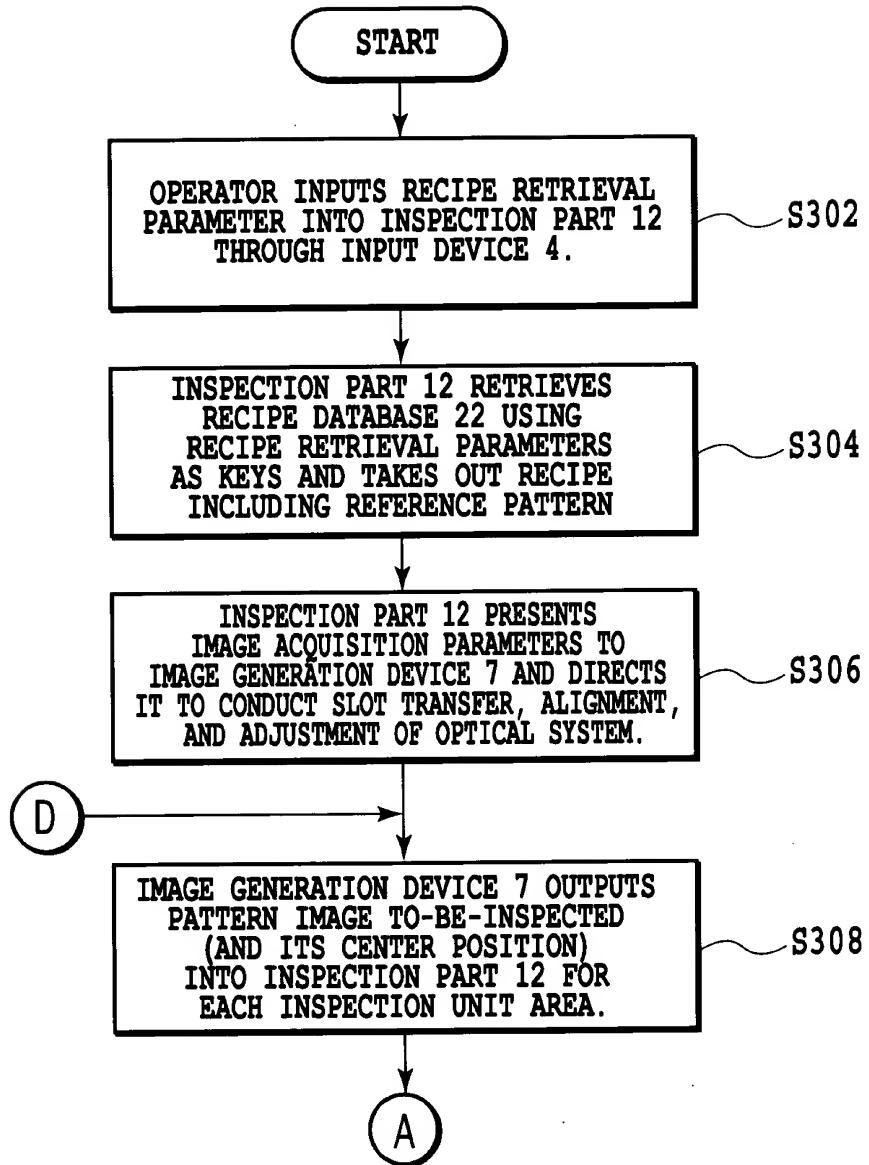 START
OPERATOR INPUTS RECIPE RETRIEVAL
PARAMETER INTO INSPECTION PART 12
THROUGH INPUT DEVICE 4.
S302
INSPECTION PART 12 RETRIEVES
RECIPE DATABASE 22 USING
RECIPE RETRIEVAL PARAMETERS
AS KEYS AND TAKES OUT RECIPE
INCLUDING REFERENCE PATTERN
S304
INSPECTION PART 12 PRESENTS
IMAGE ACQUISITION PARAMETERS TO
IMAGE GENERATION DEVICE 7 AND DIRECTS
IT TO CONDUCT SLOT TRANSFER, ALIGNMENT,
AND ADJUSTMENT OF OPTICAL SYSTEM.
S306
D
IMAGE GENERATION DEVICE 7 OUTPUTS
PATTERN IMAGE TO-BE-INSPECTED
(AND ITS CENTER POSITION)
INTO INSPECTION PART 12 FOR
EACH INSPECTION UNIT AREA.
S308
A